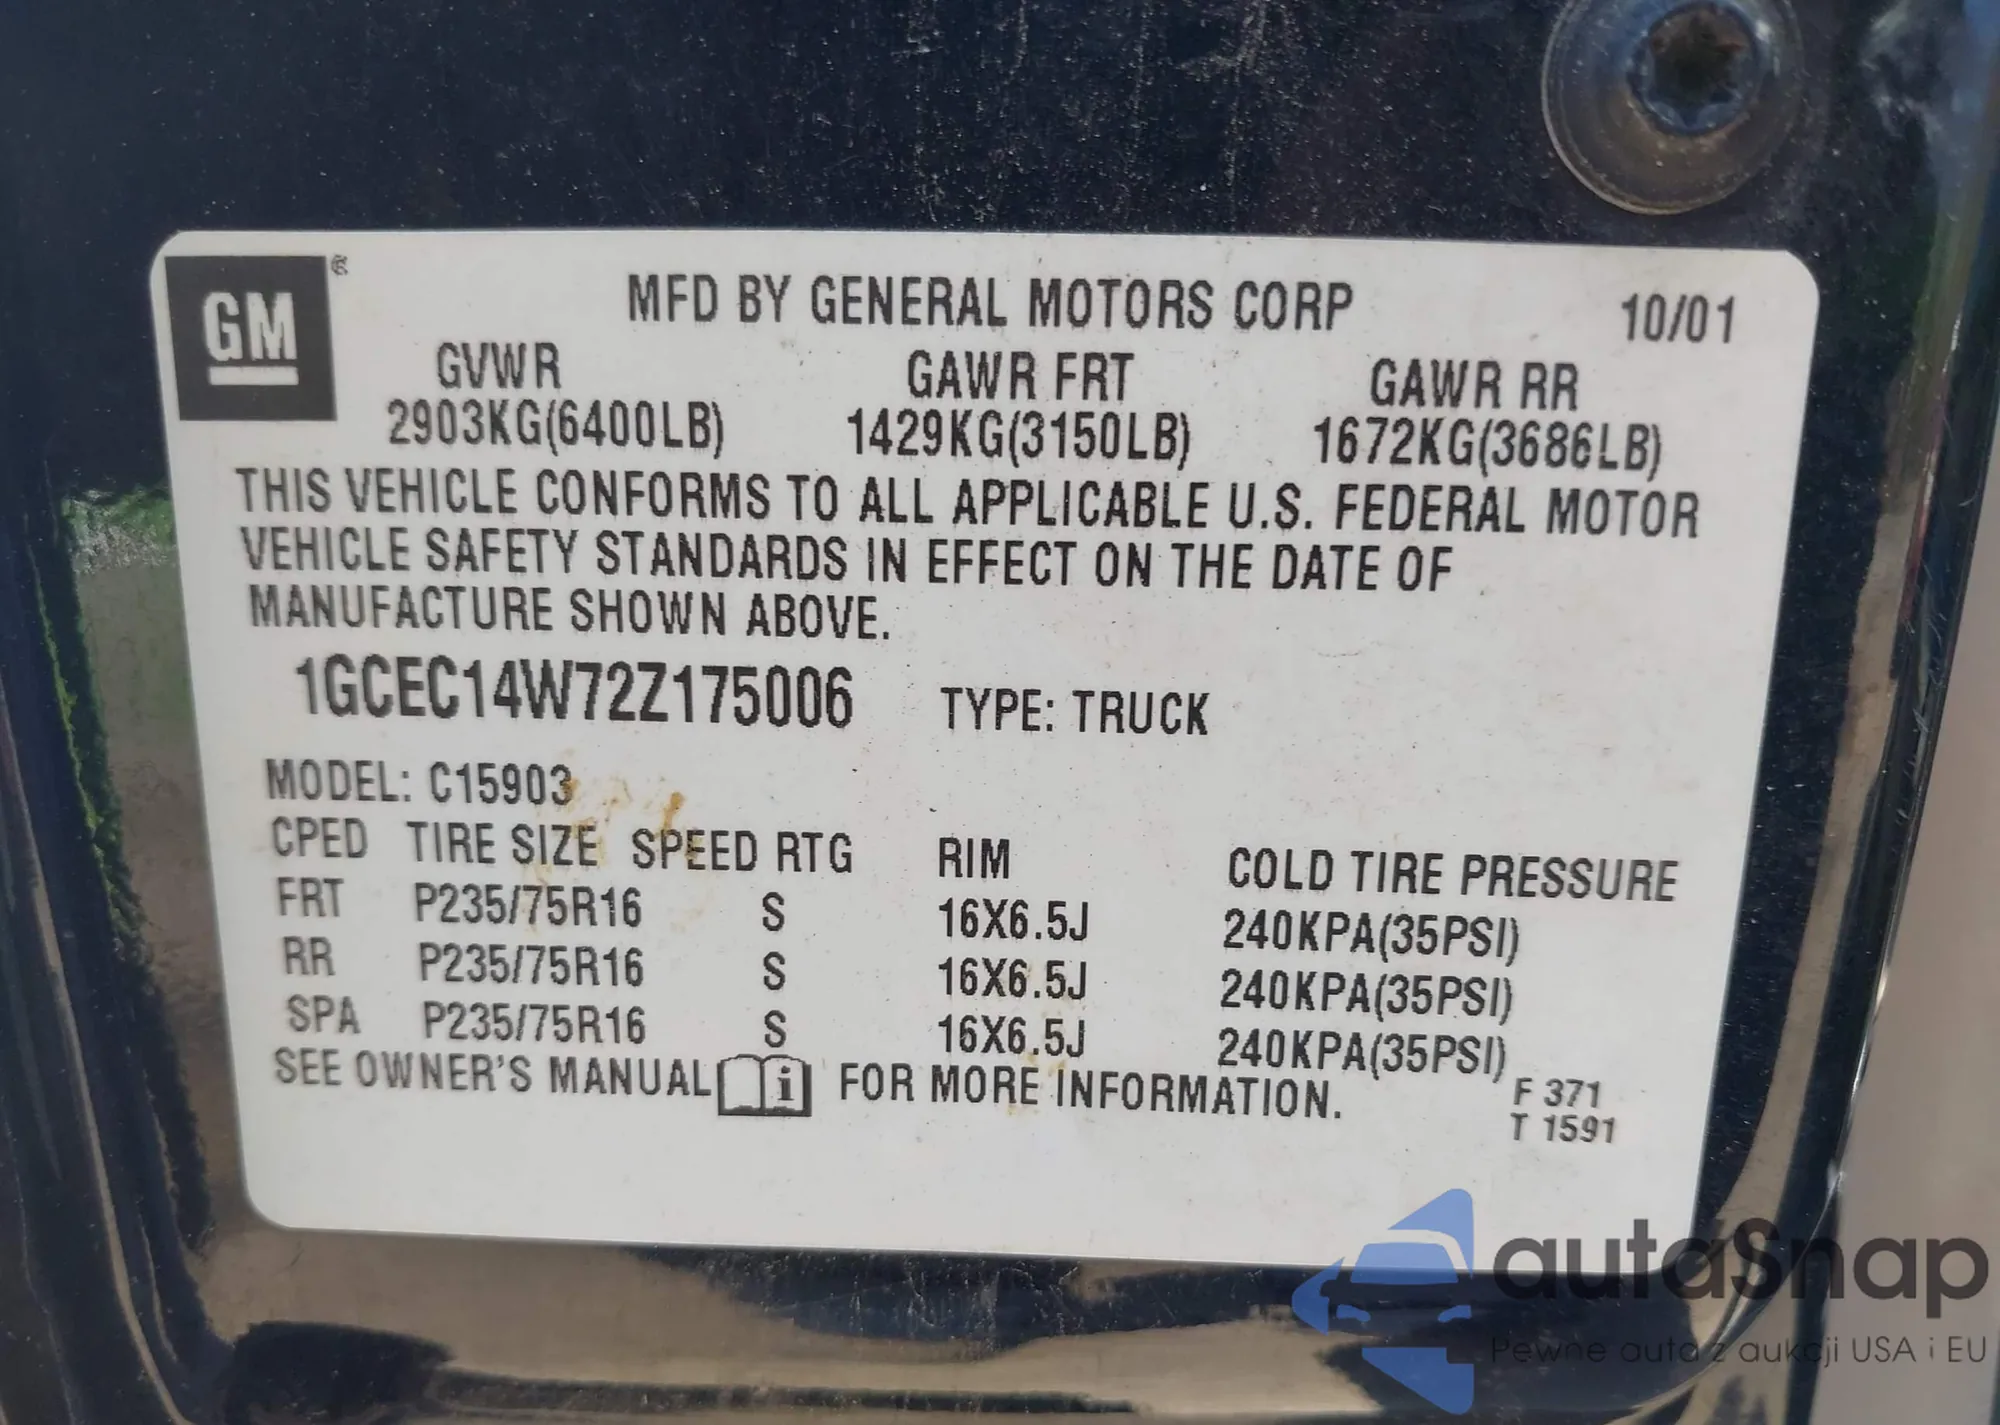 GM
MFD BY GENERAL MOTORS CORP 10/01
GVWR GAWR FRT GAWR RR
2903KG(6400LB) 1429KG(3150LB) 1672KG(3686LB)
THIS VEHICLE CONFORMS TO ALL APPLICABLE U.S. FEDERAL MOTOR
VEHICLE SAFETY STANDARDS IN EFFECT ON THE DATE OF
MANUFACTURE SHOWN ABOVE.
1GCEC14W72Z175006 TYPE: TRUCK
MODEL: C15903
CPED TIRE SIZE SPEED RTG RIM COLD TIRE PRESSURE
FRT P235/75R16 S 16X6.5J 240KPA(35PSI)
RR P235/75R16 S 16X6.5J 240KPA(35PSI)
SPA P235/75R16 S 16X6.5J 240KPA(35PSI)
SEE OWNER'S MANUAL FOR MORE INFORMATION.
F 371
T 1591
autaSnap
Pewne auta z aukcji USA i EU